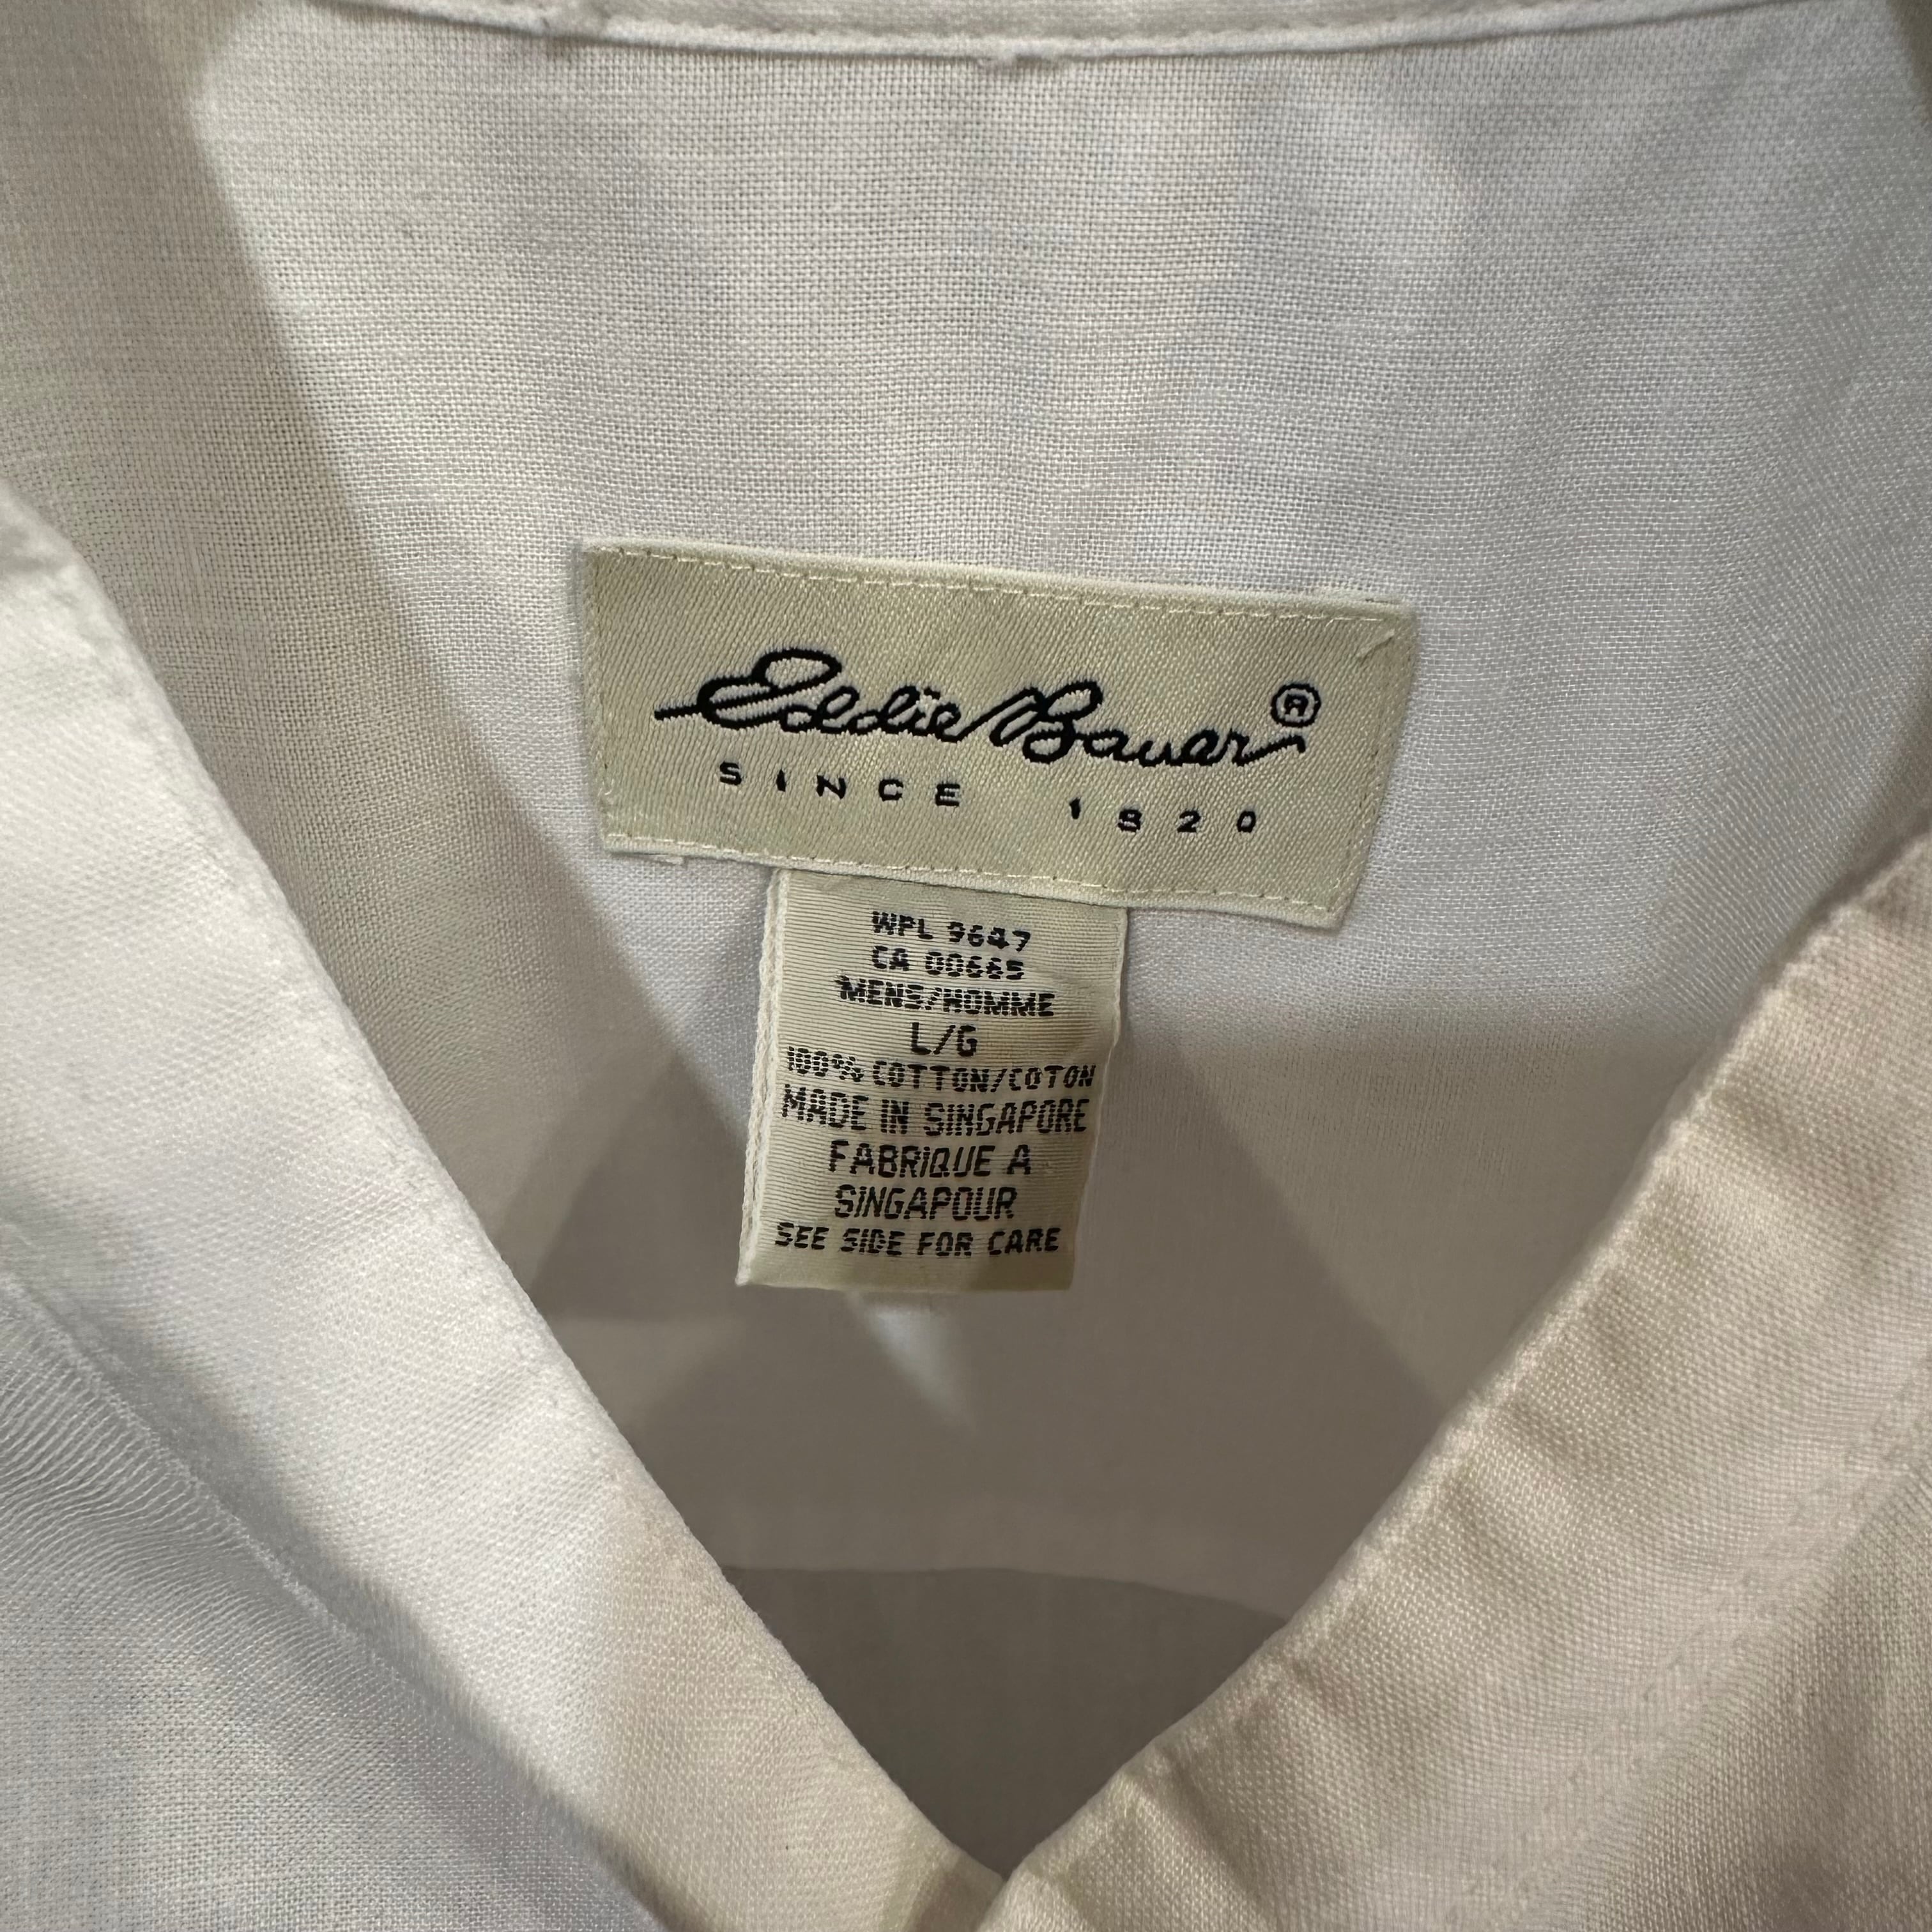 Eddie Bauer®
SINCE 1920
WPL 9647
CA 00665
MENS/HOMME
L/G
100% COTTON/COTON
MADE IN SINGAPORE
FABRIQUE A
SINGAPOUR
SEE SIDE FOR CARE